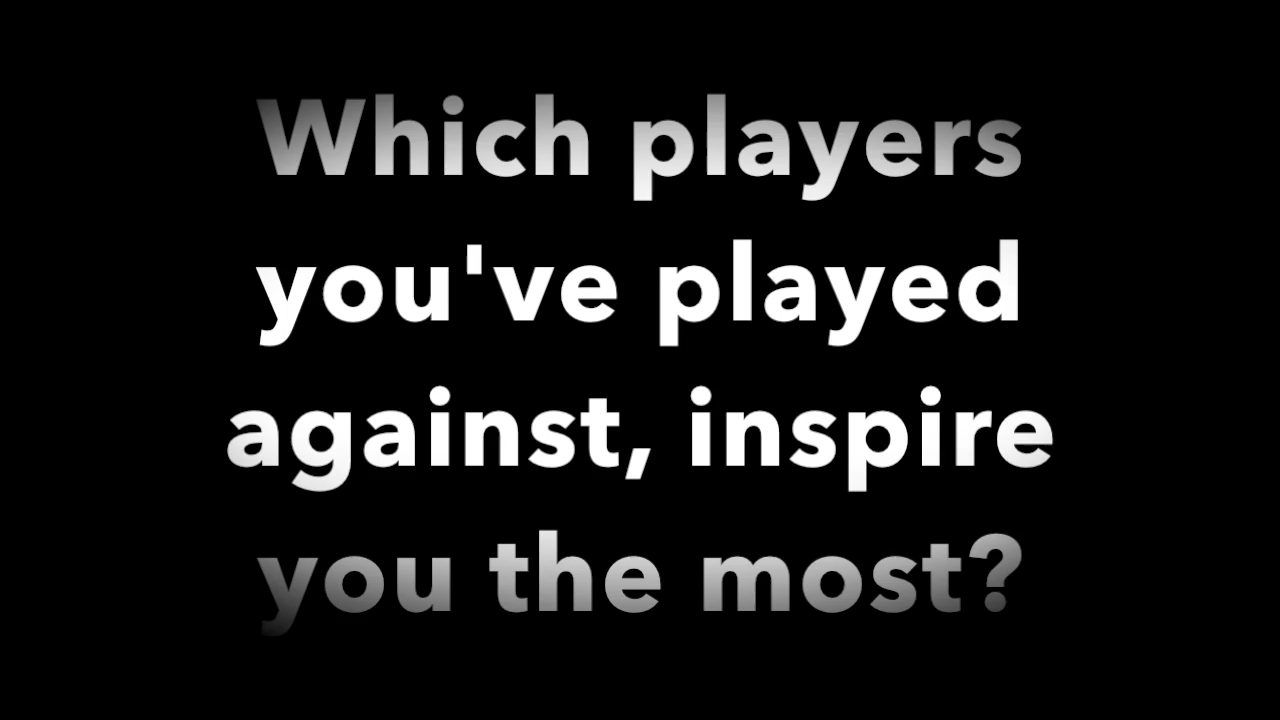 Which players
you've played
against, inspire
you the most?